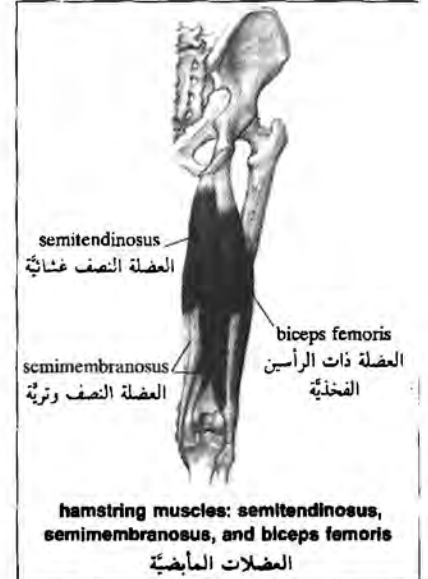 semitendinosus
العضلة النصف غشائيَّة
biceps femoris
العضلة ذات الرأسين
الفخذيَّة
semimembranosus
العضلة النصف وتريَّة
hamstring muscles: semitendinosus,
semimembranosus, and biceps femoris
العضلات المأبضيَّة